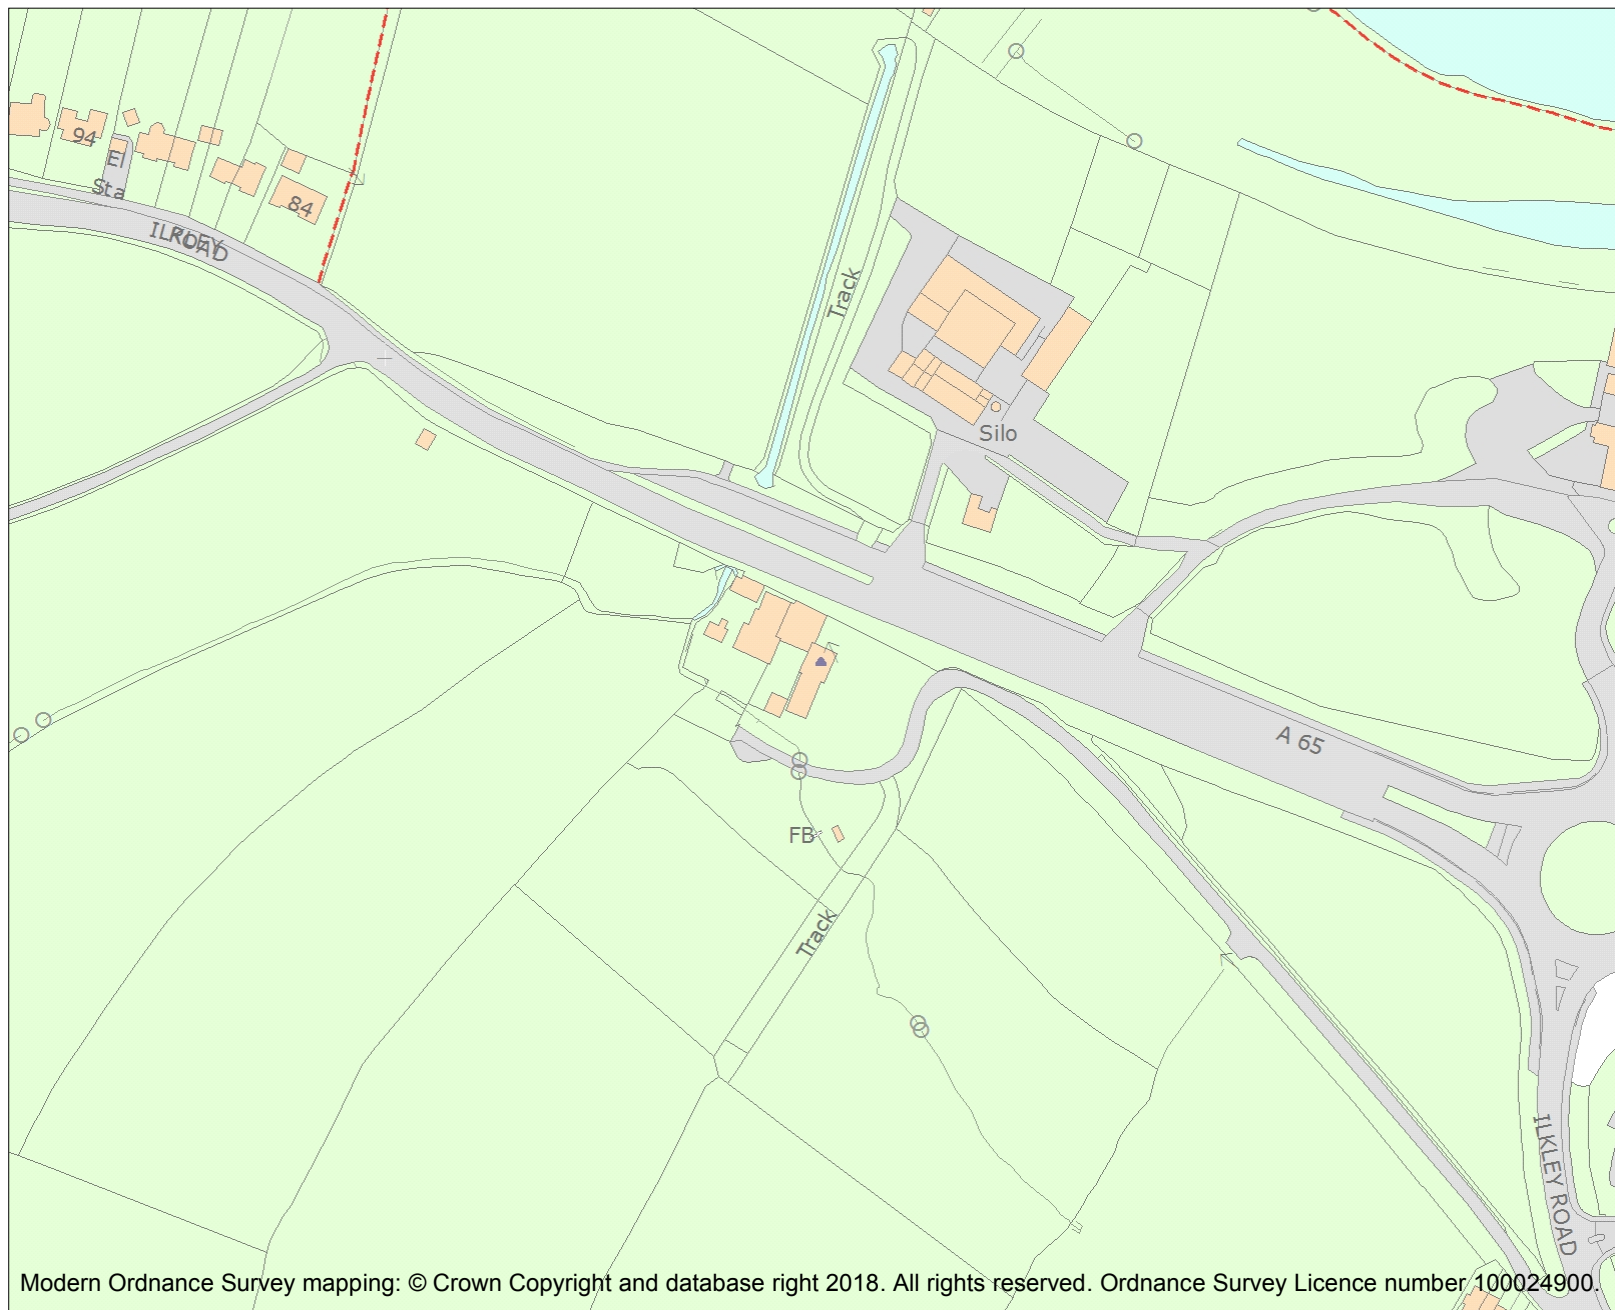 94
El
Sta
84
ILKLEY
ROAD
Track
Silo
A 65
FB
Track
ILKLEY ROAD
Modern Ordnance Survey mapping: © Crown Copyright and database right 2018. All rights reserved. Ordnance Survey Licence number 100024900.